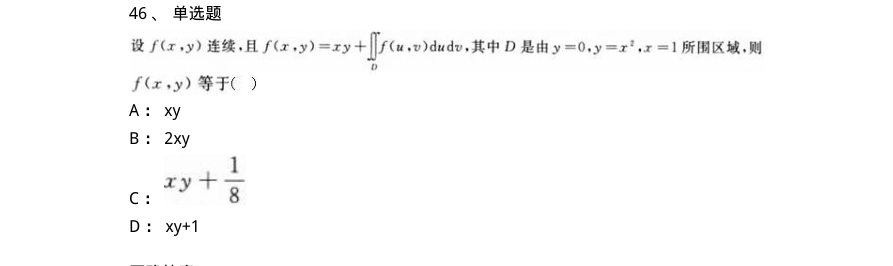 46、 单选题
设 f(x,y) 连续,且 f(x,y)=xy+∬_D f(u,v)dudv,其中 D 是由 y=0,y=x²,x=1 所围区域,则
f(x,y) 等于( )
A： xy
B： 2xy
C： xy + 1/8
D： xy+1